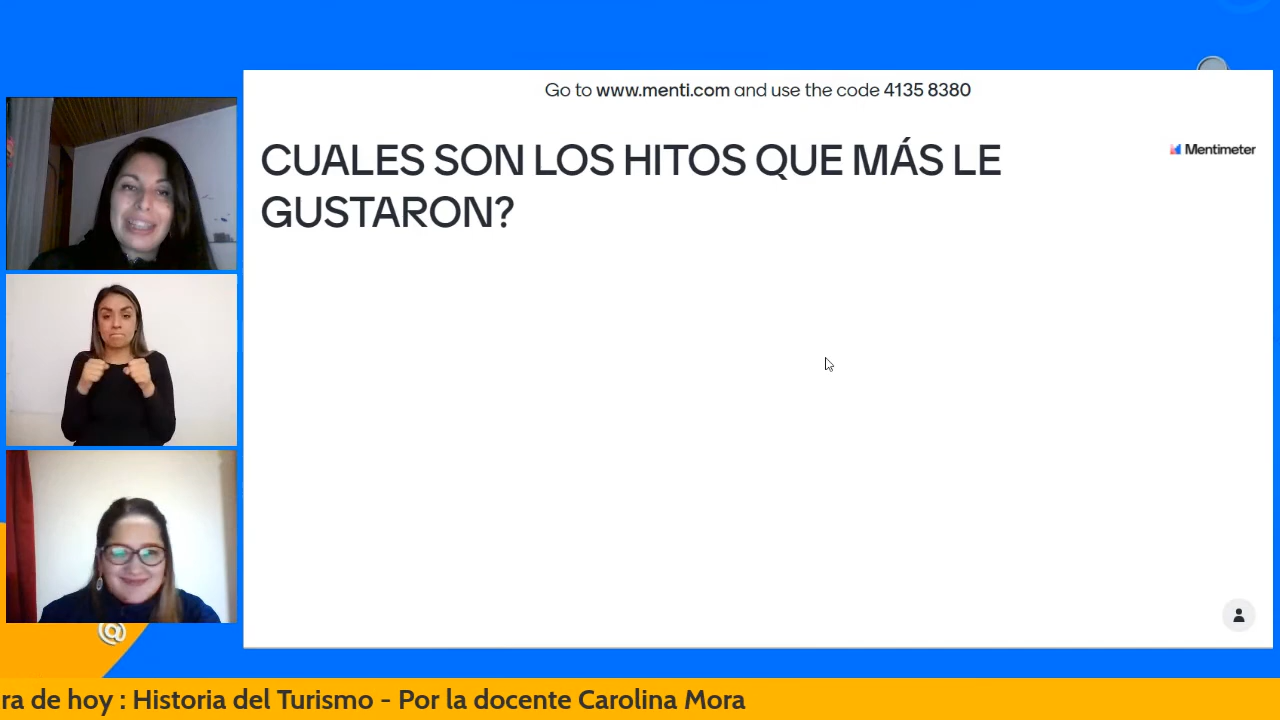 Go to www.menti.com and use the code 4135 8380
Mentimeter
CUALES SON LOS HITOS QUE MÁS LE
GUSTARON?
@
ra de hoy : Historia del Turismo - Por la docente Carolina Mora